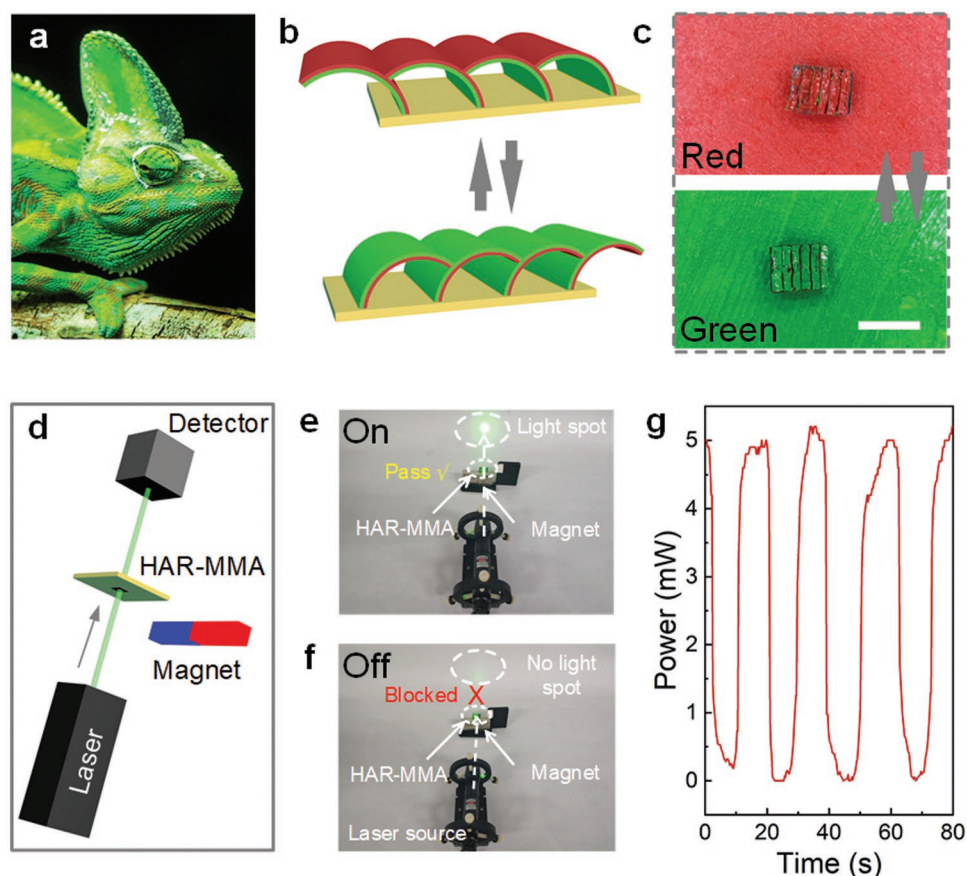 a
b
c
Red
Green
d
Detector
HAR-MMA
Magnet
Laser
e
On
Light spot
Pass √
HAR-MMA
Magnet
f
Off
No light
spot
Blocked X
HAR-MMA
Magnet
Laser source
g
Power (mW)
5
4
3
2
1
0
0 20 40 60 80
Time (s)